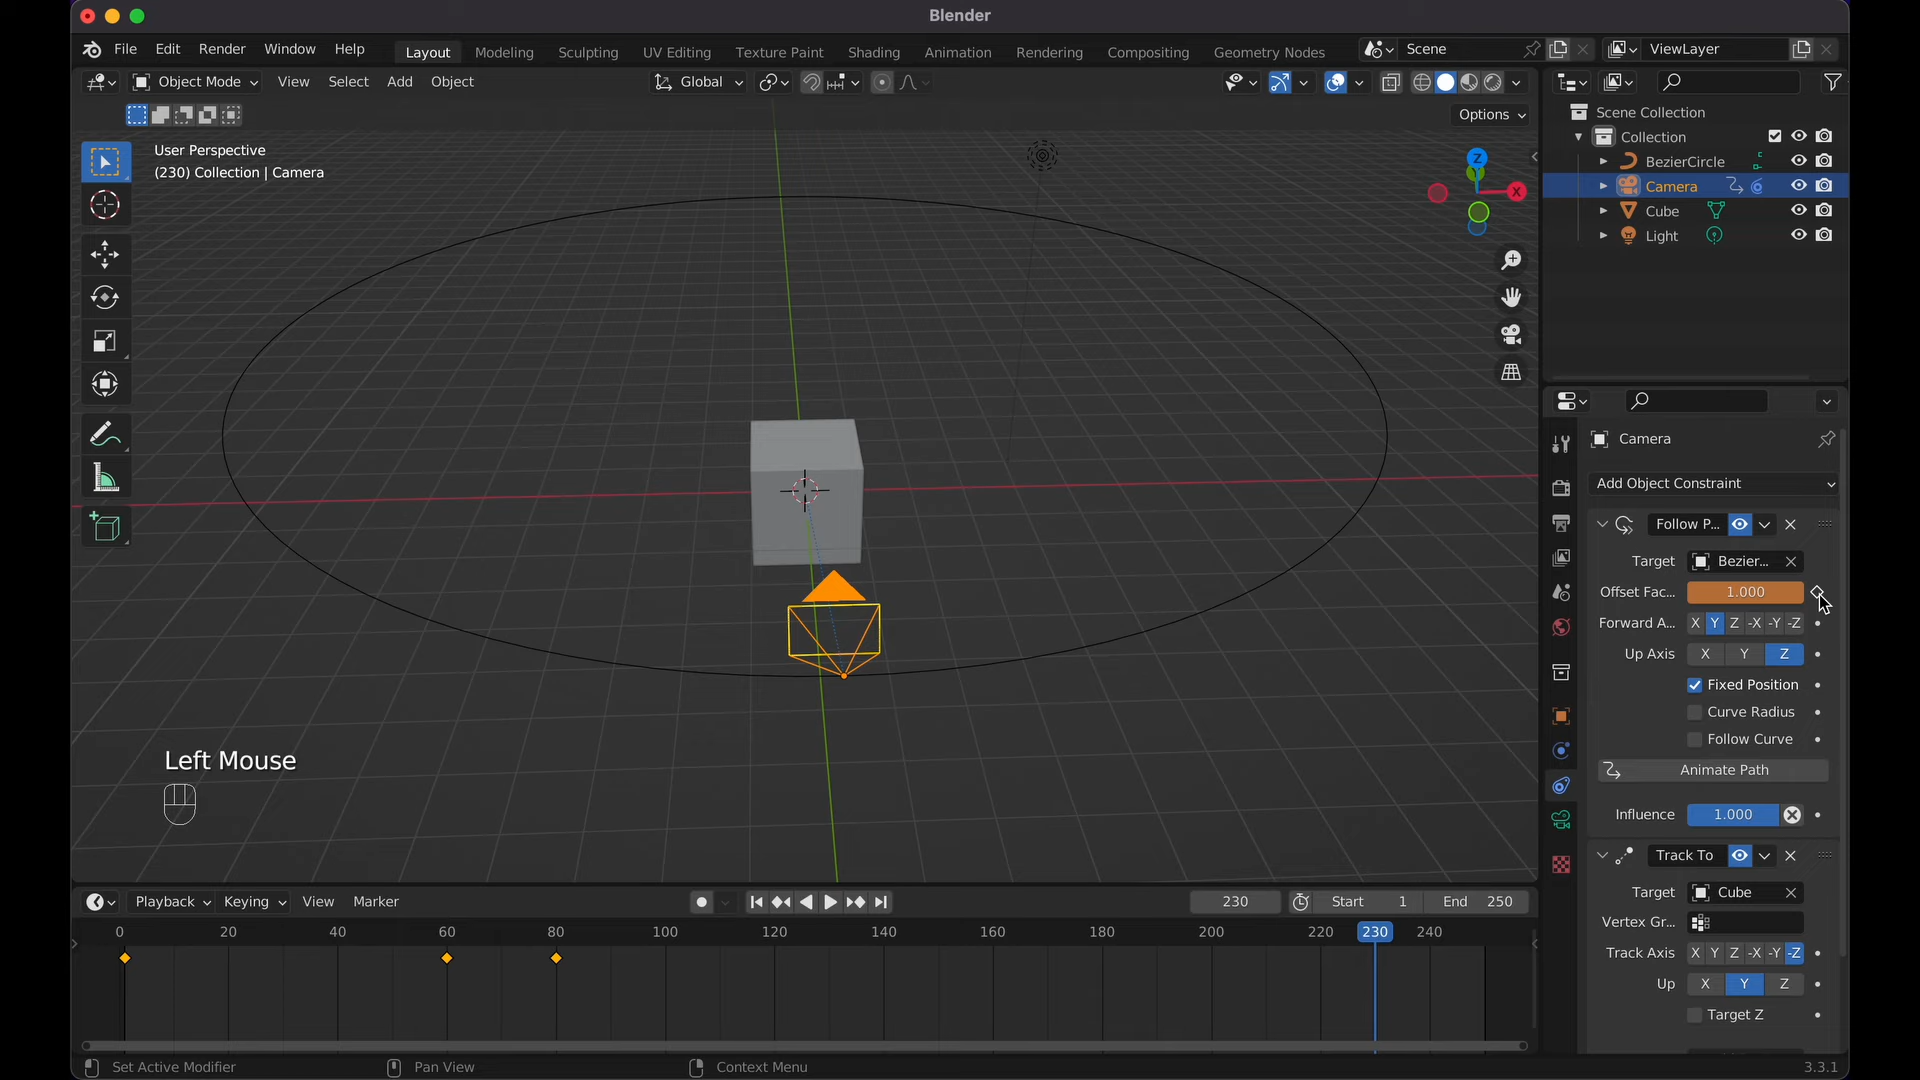 Blender
File Edit Render Window Help Layout Modeling Sculpting UV Editing Texture Paint Shading Animation Rendering Compositing Geometry Nodes Scene ViewLayer
Object Mode View Select Add Object Global
Options
User Perspective
(230) Collection | Camera
Z
X
Left Mouse
Scene Collection
Collection
BezierCircle
Camera
Cube
Light
Camera
Add Object Constraint
Follow P...
Target Bezier...
Offset Fac... 1.000
Forward A... X Y Z -X -Y -Z
Up Axis X Y Z
Fixed Position
Curve Radius
Follow Curve
Animate Path
Influence 1.000
Track To
Target Cube
Vertex Gr...
Track Axis X Y Z -X -Y -Z
Up X Y Z
Target Z
Playback Keying View Marker 230 Start 1 End 250
0 20 40 60 80 100 120 140 160 180 200 220 230 240
Set Active Modifier Pan View Context Menu 3.3.1